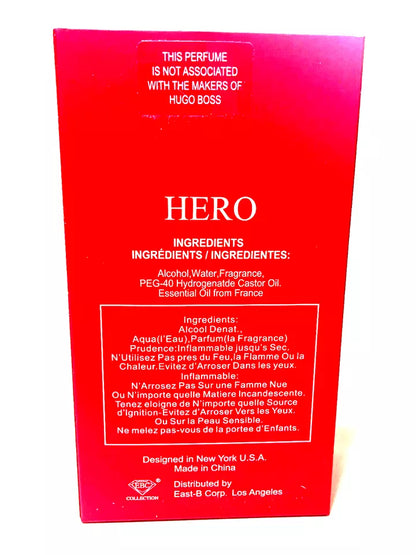 THIS PERFUME
IS NOT ASSOCIATED
WITH THE MAKERS OF
HUGO BOSS
HERO
INGREDIENTS
INGRÉDIENTS / INGREDIENTES:
Alcohol,Water,Fragrance,
PEG-40 Hydrogenatde Castor Oil.
Essential Oil from France
Ingredients:
Alcool Denat.,
Aqua(l'Eau),Parfum(la Fragrance)
Prudence:Inflammable jusqu's Sec.
N'Utilisez Pas pres du Feu,la Flamme Ou la
Chaleur.Evitez d'Arroser Dans les yeux.
Inflammable:
N'Arrosez Pas Sur une Famme Nue
Ou N'importe quelle Matiere Incandescente.
Tenez eloigne de N'importe quelle Source
d'Ignition-Evitez d'Arroser Vers les Yeux.
Ou Sur la Peau Sensible.
Ne melez pas-vous de la portee d'Enfants.
Designed in New York U.S.A.
Made in China
EBC
COLLECTION
Distributed by
East-B Corp. Los Angeles